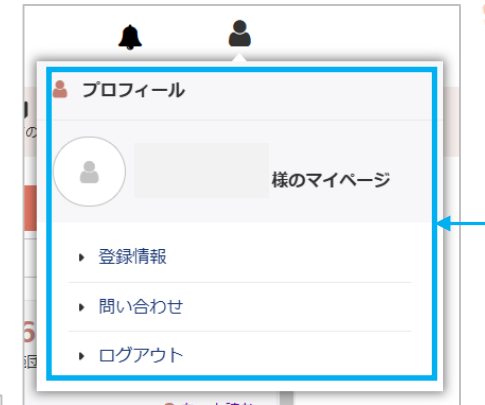 プロフィール
様のマイページ
登録情報
問い合わせ
ログアウト